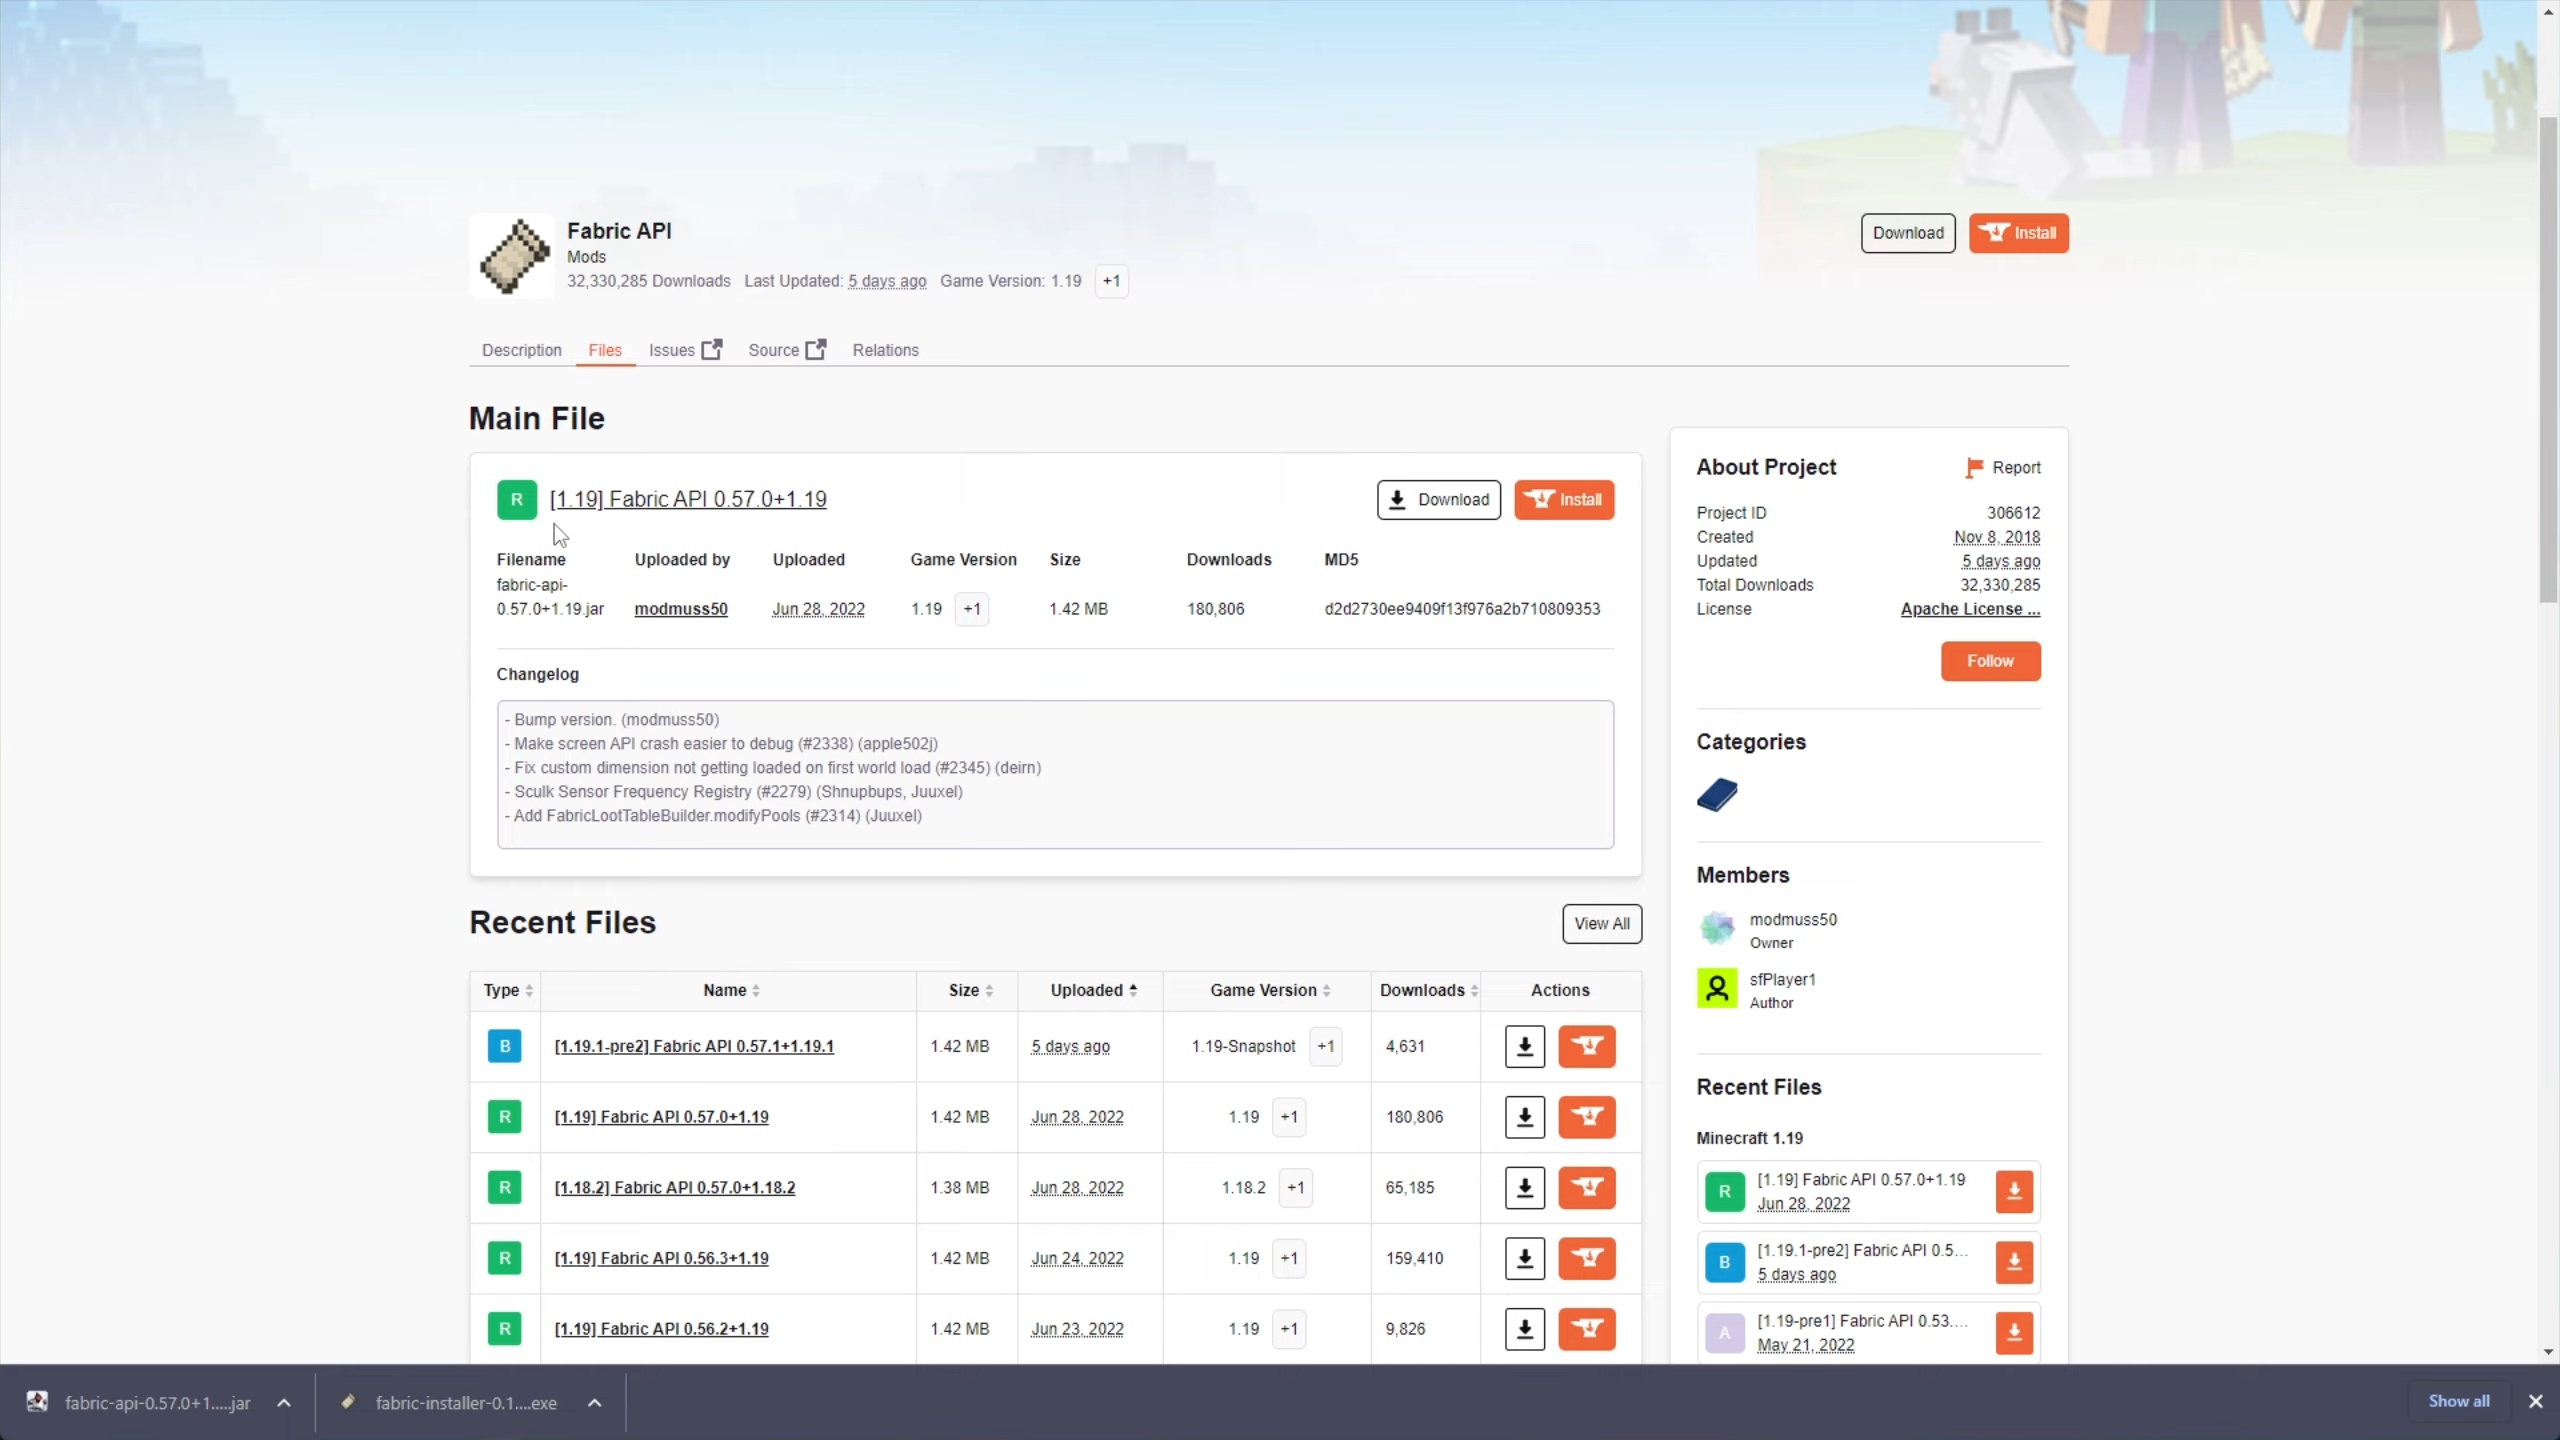 Fabric API
Mods
32,330,285 Downloads Last Updated: 5 days ago Game Version: 1.19 +1
Download Install
Description Files Issues Source Relations
Main File
R [1.19] Fabric API 0.57.0+1.19 Download Install
Filename Uploaded by Uploaded Game Version Size Downloads MD5
fabric-api-
0.57.0+1.19.jar modmuss50 Jun 28, 2022 1.19 +1 1.42 MB 180,806 d2d2730ee9409f13f976a2b710809353
Changelog
- Bump version. (modmuss50)
- Make screen API crash easier to debug (#2338) (apple502j)
- Fix custom dimension not getting loaded on first world load (#2345) (deirn)
- Sculk Sensor Frequency Registry (#2279) (Shnupbups, Juuxel)
- Add FabricLootTableBuilder.modifyPools (#2314) (Juuxel)
Recent Files View All
Type Name Size Uploaded Game Version Downloads Actions
B [1.19.1-pre2] Fabric API 0.57.1+1.19.1 1.42 MB 5 days ago 1.19-Snapshot +1 4,631
R [1.19] Fabric API 0.57.0+1.19 1.42 MB Jun 28, 2022 1.19 +1 180,806
R [1.18.2] Fabric API 0.57.0+1.18.2 1.38 MB Jun 28, 2022 1.18.2 +1 65,185
R [1.19] Fabric API 0.56.3+1.19 1.42 MB Jun 24, 2022 1.19 +1 159,410
R [1.19] Fabric API 0.56.2+1.19 1.42 MB Jun 23, 2022 1.19 +1 9,826
About Project Report
Project ID 306612
Created Nov 8, 2018
Updated 5 days ago
Total Downloads 32,330,285
License Apache License ...
Follow
Categories
Members
modmuss50
Owner
sfPlayer1
Author
Recent Files
Minecraft 1.19
R [1.19] Fabric API 0.57.0+1.19
Jun 28, 2022
B [1.19.1-pre2] Fabric API 0.5...
5 days ago
A [1.19-pre1] Fabric API 0.53....
May 21, 2022
fabric-api-0.57.0+1.....jar fabric-installer-0.1....exe Show all